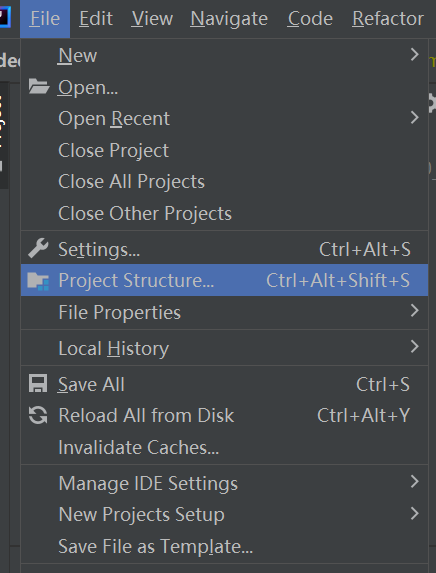 File Edit View Navigate Code Refactor
New
Open...
Open Recent
Close Project
Close All Projects
Close Other Projects
Settings... Ctrl+Alt+S
Project Structure... Ctrl+Alt+Shift+S
File Properties
Local History
Save All Ctrl+S
Reload All from Disk Ctrl+Alt+Y
Invalidate Caches...
Manage IDE Settings
New Projects Setup
Save File as Template...